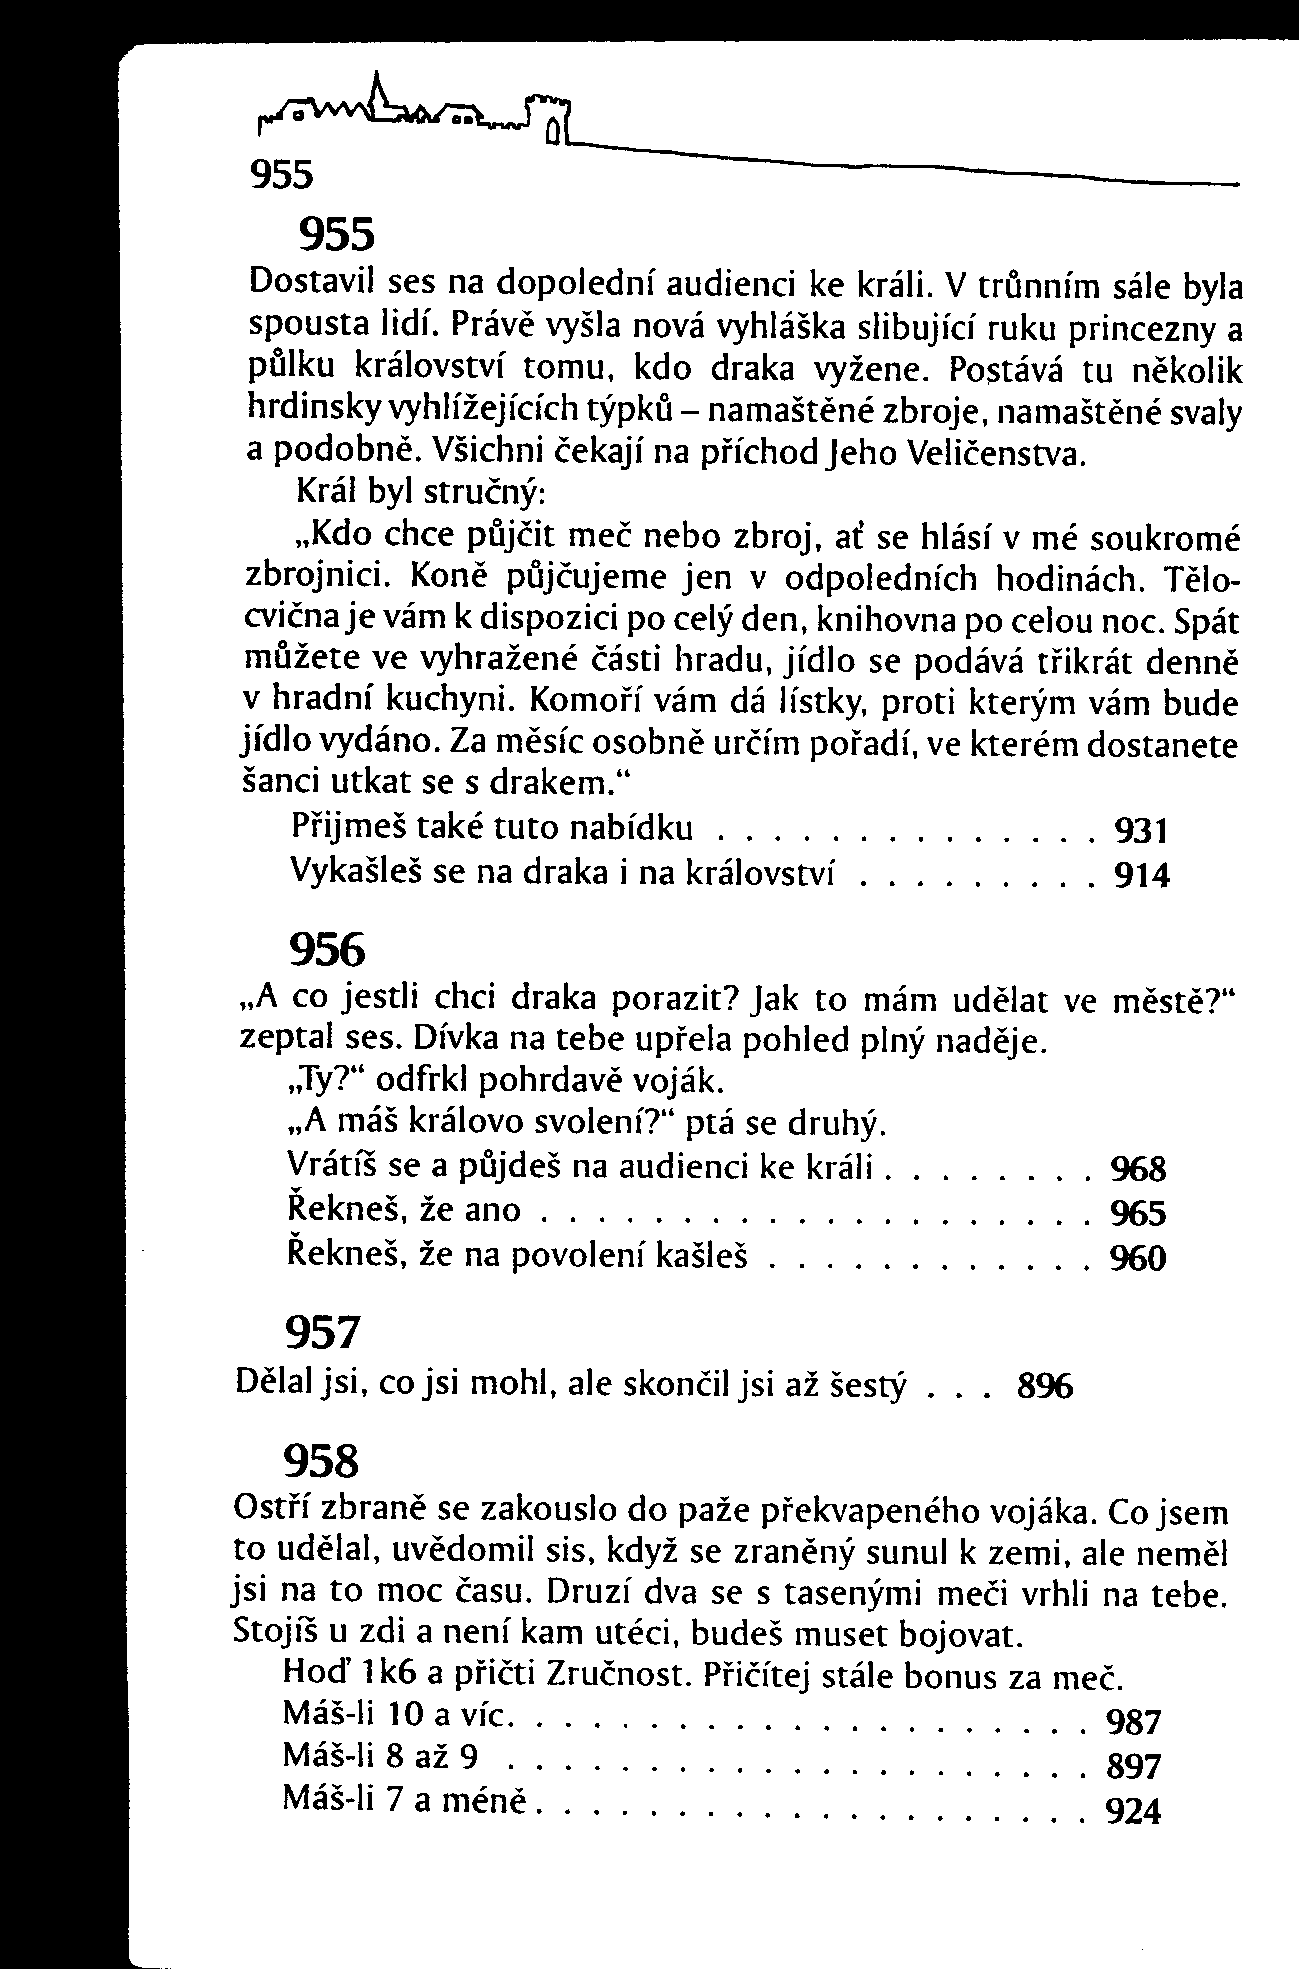 955
955
Dostavil ses na dopolední audienci ke králi. V trůnním sále byla
spousta lidí. Právě vyšla nová vyhláška slibující ruku princezny a
půlku království tomu, kdo draka vyžene. Postává tu několik
hrdinsky vyhlížejících týpků – namaštěné zbroje, namaštěné svaly
a podobně. Všichni čekají na příchod Jeho Veličenstva.
Král byl stručný:
„Kdo chce půjčit meč nebo zbroj, ať se hlásí v mé soukromé
zbrojnici. Koně půjčujeme jen v odpoledních hodinách. Tělo-
cvična je vám k dispozici po celý den, knihovna po celou noc. Spát
můžete ve vyhražené části hradu, jídlo se podává třikrát denně
v hradní kuchyni. Komoří vám dá lístky, proti kterým vám bude
jídlo vydáno. Za měsíc osobně určím pořadí, ve kterém dostanete
šanci utkat se s drakem.“
Přijmeš také tuto nabídku . . . . . . . . . . . . . . 931
Vykašleš se na draka i na království . . . . . . . . . 914
956
„A co jestli chci draka porazit? Jak to mám udělat ve městě?“
zeptal ses. Dívka na tebe upřela pohled plný naděje.
„Ty?“ odfrkl pohrdavě voják.
„A máš královo svolení?“ ptá se druhý.
Vrátíš se a půjdeš na audienci ke králi . . . . . . . . 968
Řekneš, že ano . . . . . . . . . . . . . . . . . . . . 965
Řekneš, že na povolení kašleš . . . . . . . . . . . . 960
957
Dělal jsi, co jsi mohl, ale skončil jsi až šestý . . . 896
958
Ostří zbraně se zakouslo do paže překvapeného vojáka. Co jsem
to udělal, uvědomil sis, když se zraněný sunul k zemi, ale neměl
jsi na to moc času. Druzí dva se s tasenými meči vrhli na tebe.
Stojíš u zdi a není kam utéci, budeš muset bojovat.
Hoď 1k6 a přičti Zručnost. Přičítej stále bonus za meč.
Máš-li 10 a víc. . . . . . . . . . . . . . . . . . . . . 987
Máš-li 8 až 9 . . . . . . . . . . . . . . . . . . . . . 897
Máš-li 7 a méně. . . . . . . . . . . . . . . . . . . . 924